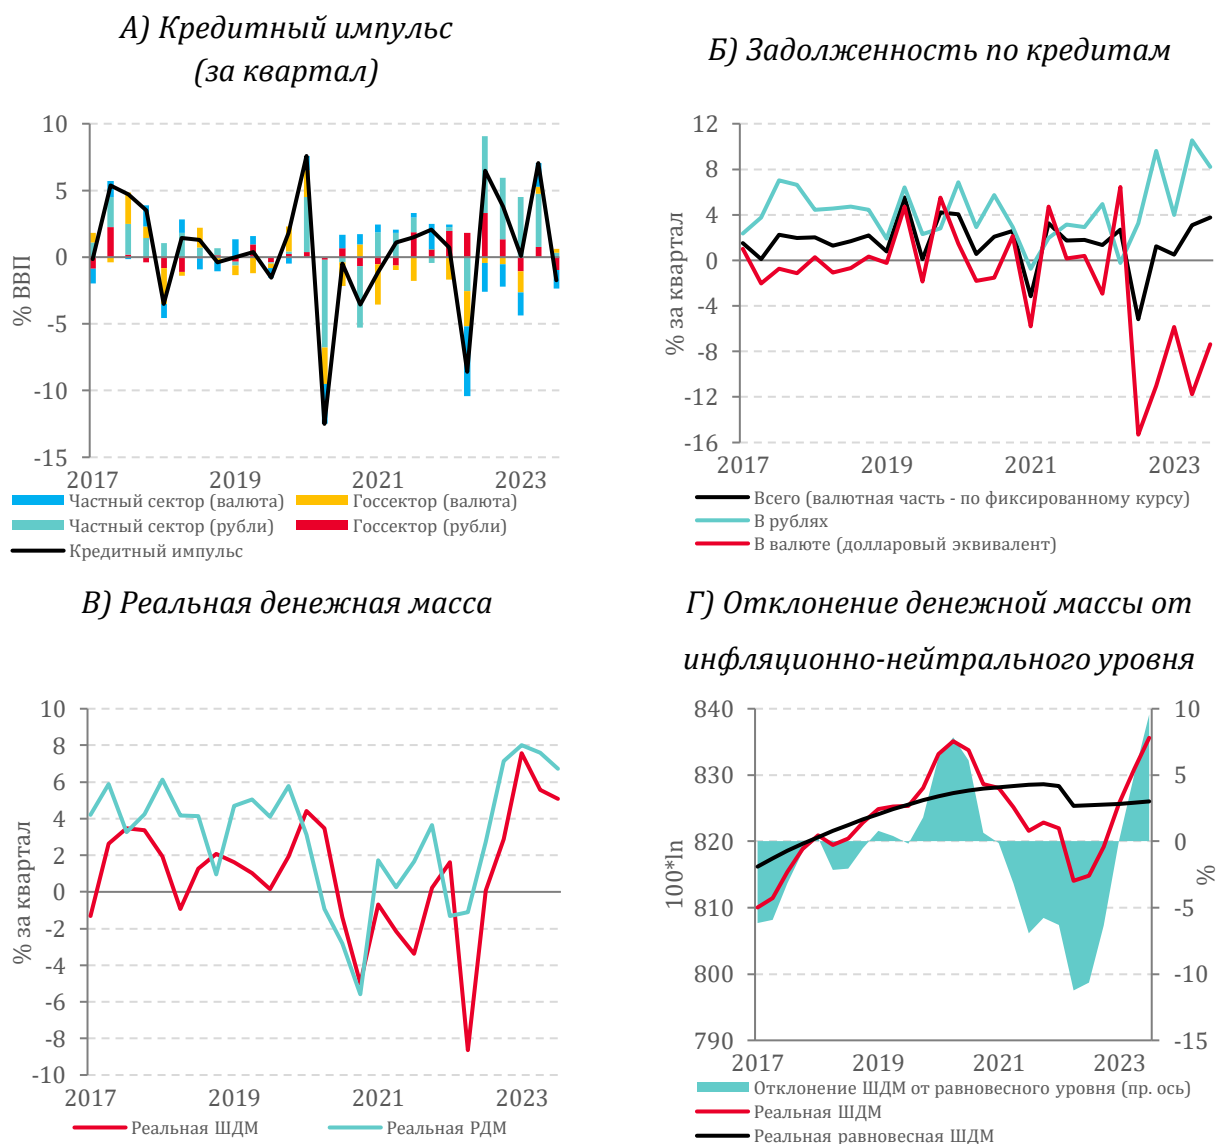 А) Кредитный импульс
(за квартал)
% ВВП
10
5
0
-5
-10
-15
2017
2019
2021
2023
Частный сектор (валюта)
Госсектор (валюта)
Частный сектор (рубли)
Госсектор (рубли)
Кредитный импульс
Б) Задолженность по кредитам
% за квартал
12
8
4
0
-4
-8
-12
-16
2017
2019
2021
2023
Всего (валютная часть - по фиксированному курсу)
В рублях
В валюте (долларовый эквивалент)
В) Реальная денежная масса
% за квартал
10
8
6
4
2
0
-2
-4
-6
-8
-10
2017
2019
2021
2023
Реальная ШДМ
Реальная РДМ
Г) Отклонение денежной массы от
инфляционно-нейтрального уровня
100*ln
840
830
820
810
800
790
10
5
0
-5
-10
-15
%
2017
2019
2021
2023
Отклонение ШДМ от равновесного уровня (пр. ось)
Реальная ШДМ
Реальная равновесная ШДМ